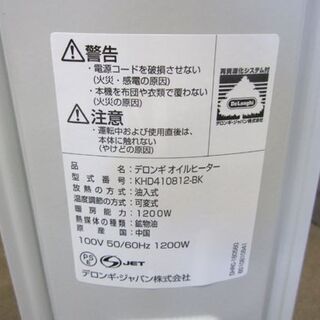 警告
・電源コードを破損させない
(火災・感電の原因)
・本機を布団や衣類で覆わない
(火災の原因)
注意
・運転中および使用直後は、
本体に触れない
(やけどの原因)
再資源化システム付
DeLonghi
デロンギ・ジャパン株式会社
品名：デロンギ オイルヒーター
型式番号：KHD410812-BK
放熱の方式：油入式
温度調節の方式：可変式
暖房能力：1200W
熱媒体の種類：鉱物油
原産国：中国
100V 50/60Hz 1200W
PS
E
JET
デロンギ・ジャパン株式会社